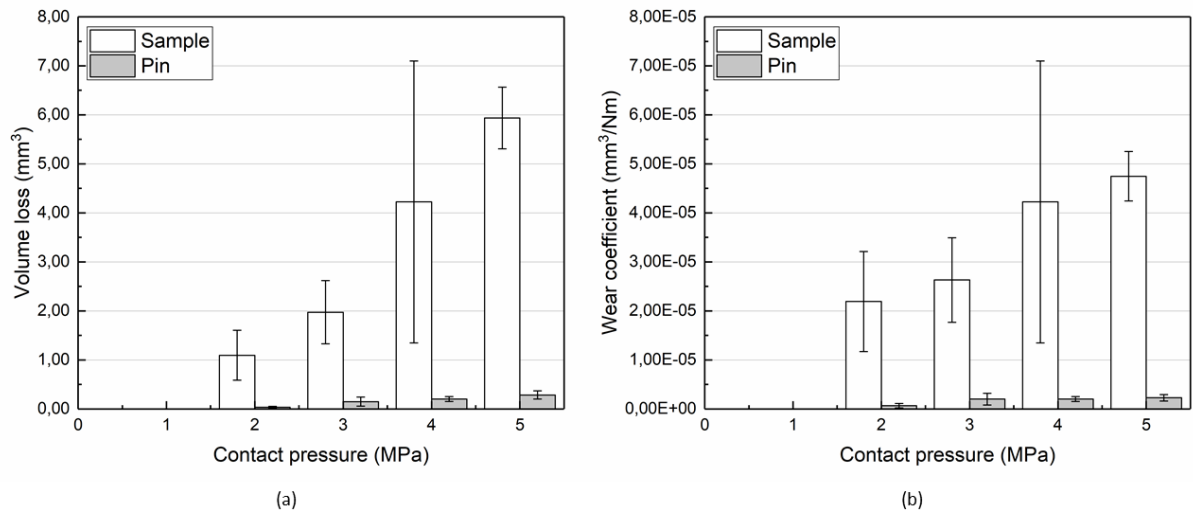 8,00
7,00
6,00
5,00
4,00
3,00
2,00
1,00
0,00
Volume loss (mm³)
Sample
Pin
0 1 2 3 4 5
Contact pressure (MPa)
(a)
8,00E-05
7,00E-05
6,00E-05
5,00E-05
4,00E-05
3,00E-05
2,00E-05
1,00E-05
0,00E+00
Wear coefficient (mm³/Nm)
Sample
Pin
0 1 2 3 4 5
Contact pressure (MPa)
(b)